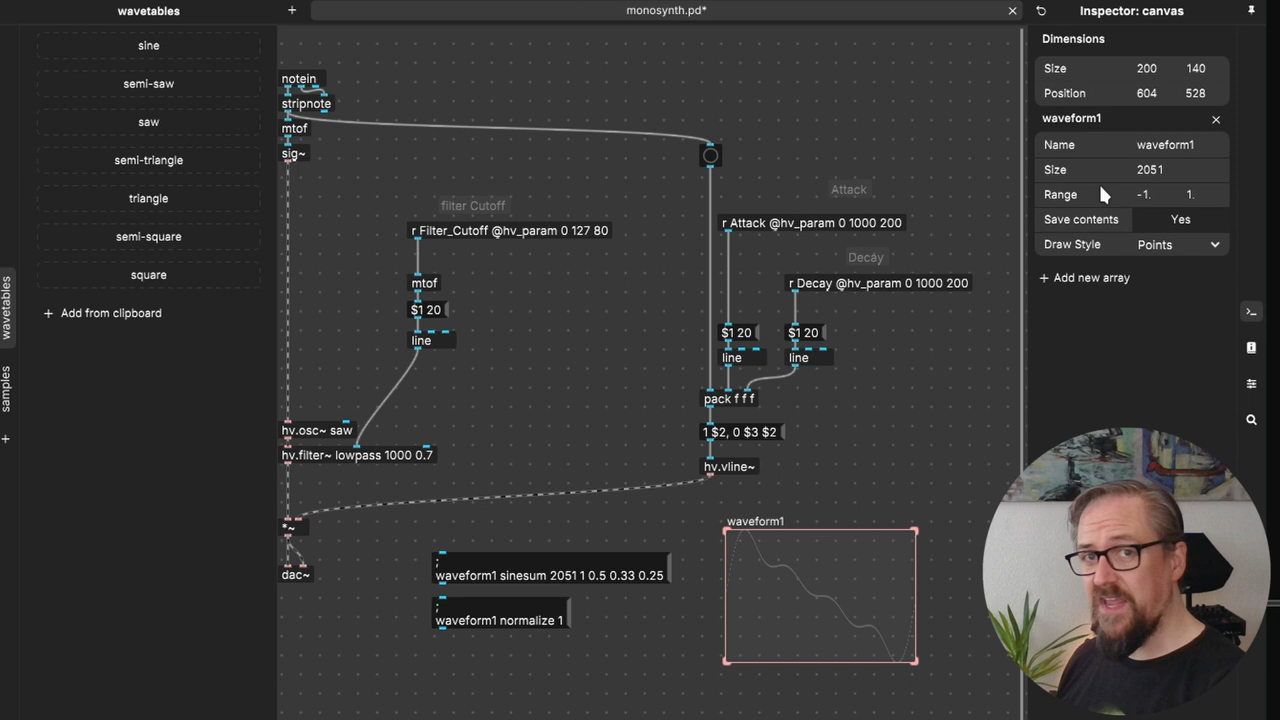 wavetables
+
monosynth.pd*
Inspector: canvas
sine
semi-saw
saw
semi-triangle
triangle
semi-square
square
+ Add from clipboard
wavetables
samples
+
notein
stripnote
mtof
sig~
filter Cutoff
r Filter_Cutoff @hv_param 0 127 80
mtof
$1 20
line
hv.osc~ saw
hv.filter~ lowpass 1000 0.7
*~
dac~
Attack
r Attack @hv_param 0 1000 200
Decay
r Decay @hv_param 0 1000 200
$1 20
$1 20
line
line
pack f f f
1 $2, 0 $3 $2
hv.vline~
;
waveform1 sinesum 2051 1 0.5 0.33 0.25
;
waveform1 normalize 1
waveform1
Dimensions
Size 200 140
Position 604 528
waveform1
Name waveform1
Size 2051
Range -1. 1.
Save contents Yes
Draw Style Points
+ Add new array